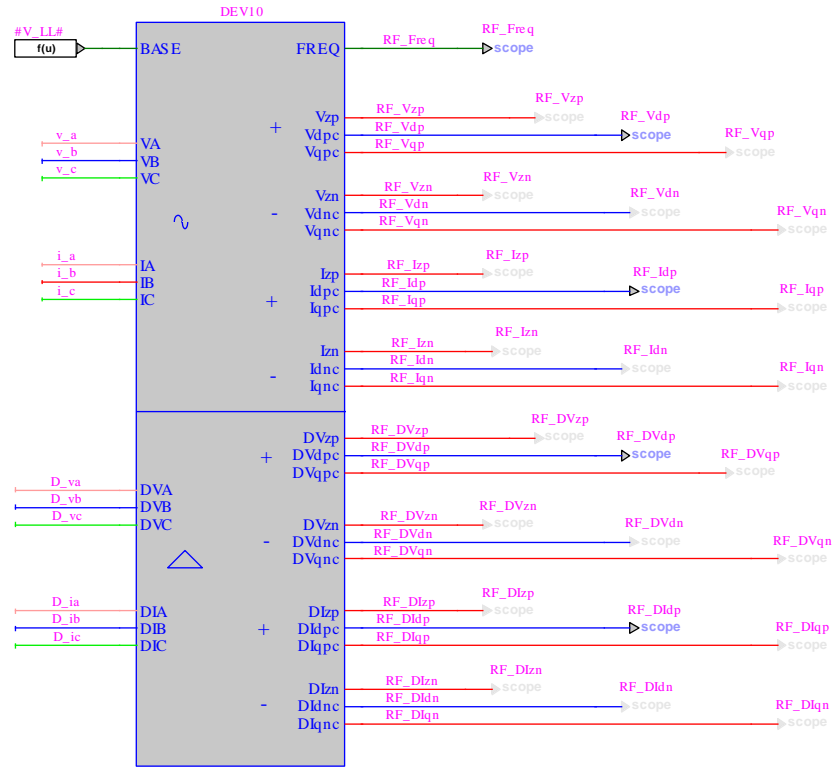 DEV10
#V_LL#
f(u)
BASE
FREQ
RF_Freq
RF_Freq
scope
v_a
VA
v_b
VB
v_c
VC
+
Vzp
RF_Vzp
RF_Vzp
scope
Vdpc
RF_Vdp
RF_Vdp
scope
Vqpc
RF_Vqp
RF_Vqp
scope
-
Vzn
RF_Vzn
RF_Vzn
scope
Vdnc
RF_Vdn
RF_Vdn
scope
Vqnc
RF_Vqn
RF_Vqn
scope
i_a
IA
i_b
IB
i_c
IC
+
Izp
RF_Izp
RF_Izp
scope
Idpc
RF_Idp
RF_Idp
scope
Iqpc
RF_Iqp
RF_Iqp
scope
-
Izn
RF_Izn
RF_Izn
scope
Idnc
RF_Idn
RF_Idn
scope
Iqnc
RF_Iqn
RF_Iqn
scope
+
DVzp
RF_DVzp
RF_DVzp
scope
DVdpc
RF_DVdp
RF_DVdp
scope
DVqpc
RF_DVqp
RF_DVqp
scope
D_va
DVA
D_vb
DVB
D_vc
DVC
-
DVzn
RF_DVzn
RF_DVzn
scope
DVdnc
RF_DVdn
RF_DVdn
scope
DVqnc
RF_DVqn
RF_DVqn
scope
D_ia
DIA
D_ib
DIB
D_ic
DIC
+
DIzp
RF_DIzp
RF_DIzp
scope
DIdpc
RF_DIdp
RF_DIdp
scope
DIqpc
RF_DIqp
RF_DIqp
scope
-
DIzn
RF_DIzn
RF_DIzn
scope
DIdnc
RF_DIdn
RF_DIdn
scope
DIqnc
RF_DIqn
RF_DIqn
scope